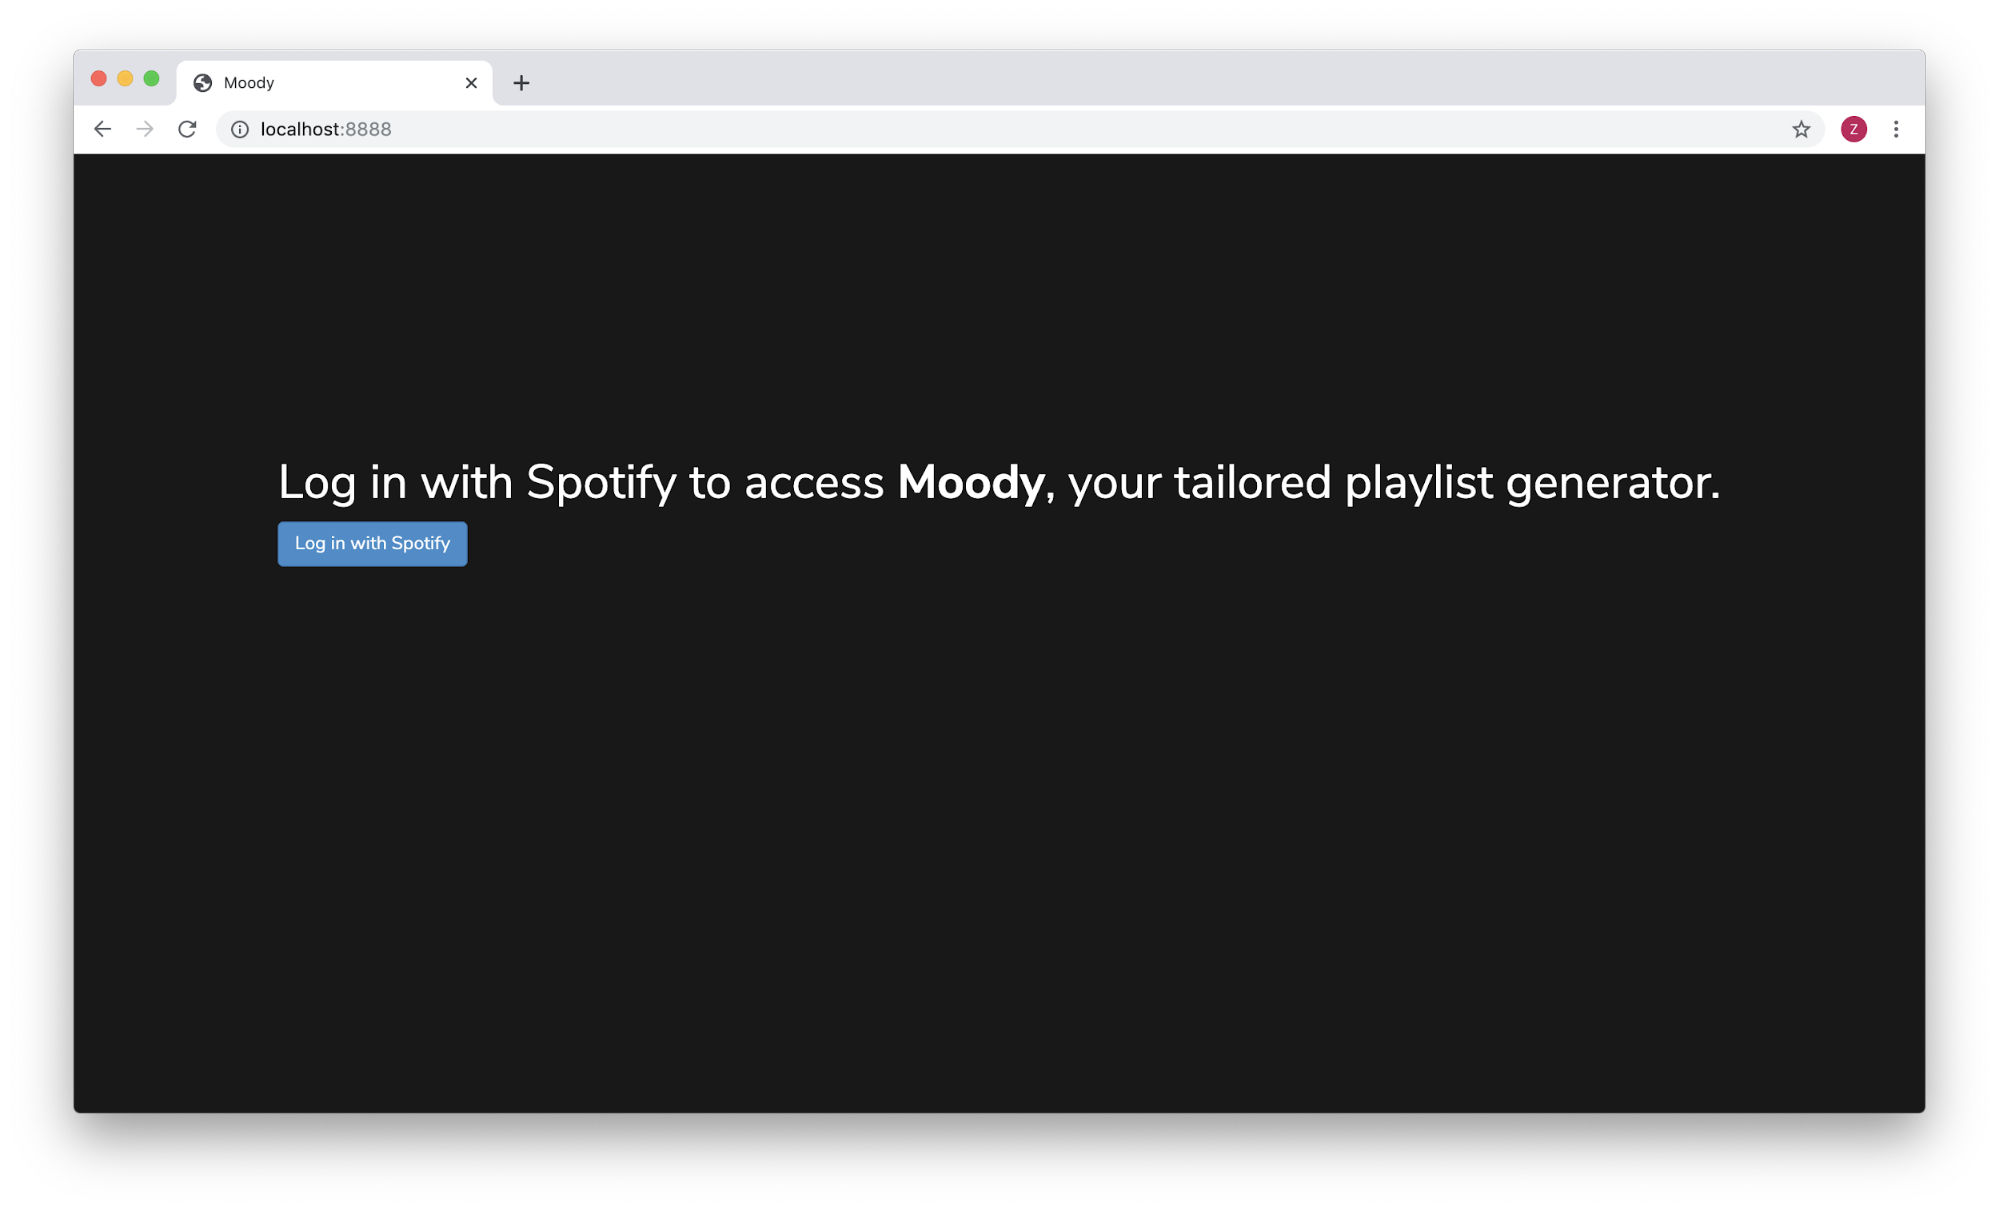 Moody
localhost:8888
Z
Log in with Spotify to access Moody, your tailored playlist generator.
Log in with Spotify